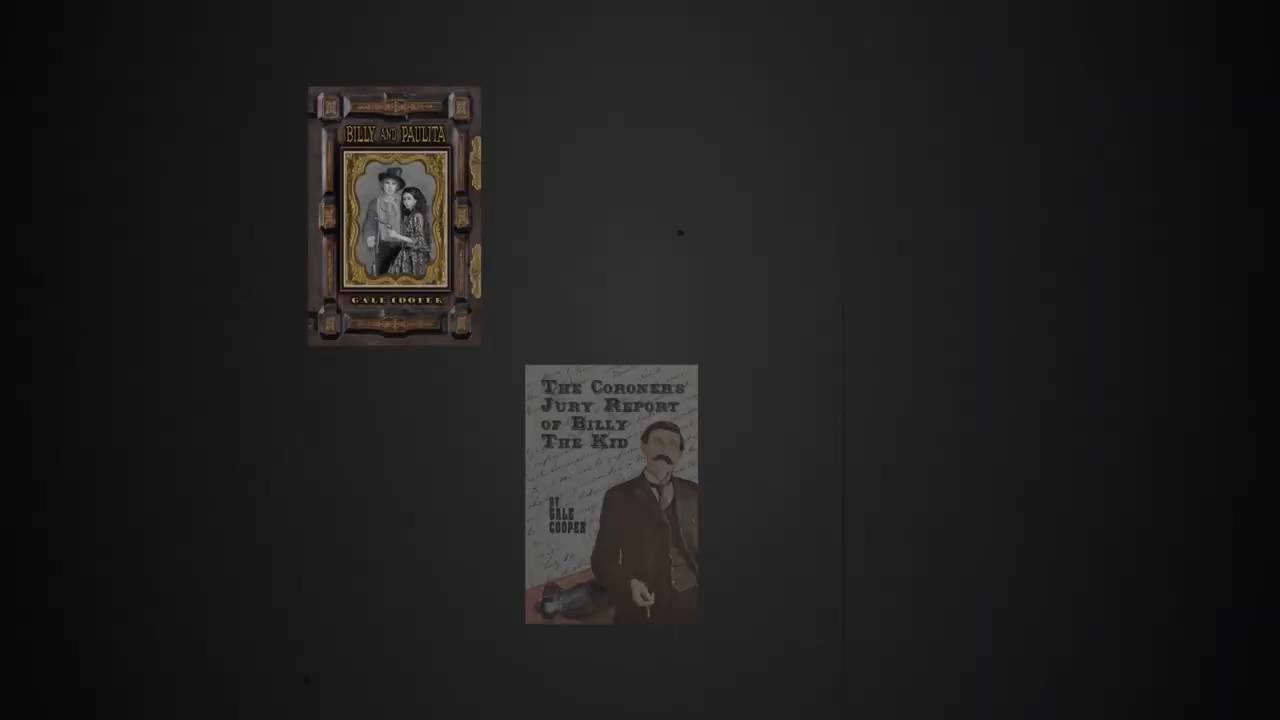 BILLY AND PAULITA
GALE COOPER
THE CORONER'S
JURY REPORT
OF BILLY
THE KID
BY
GALE
COOPER